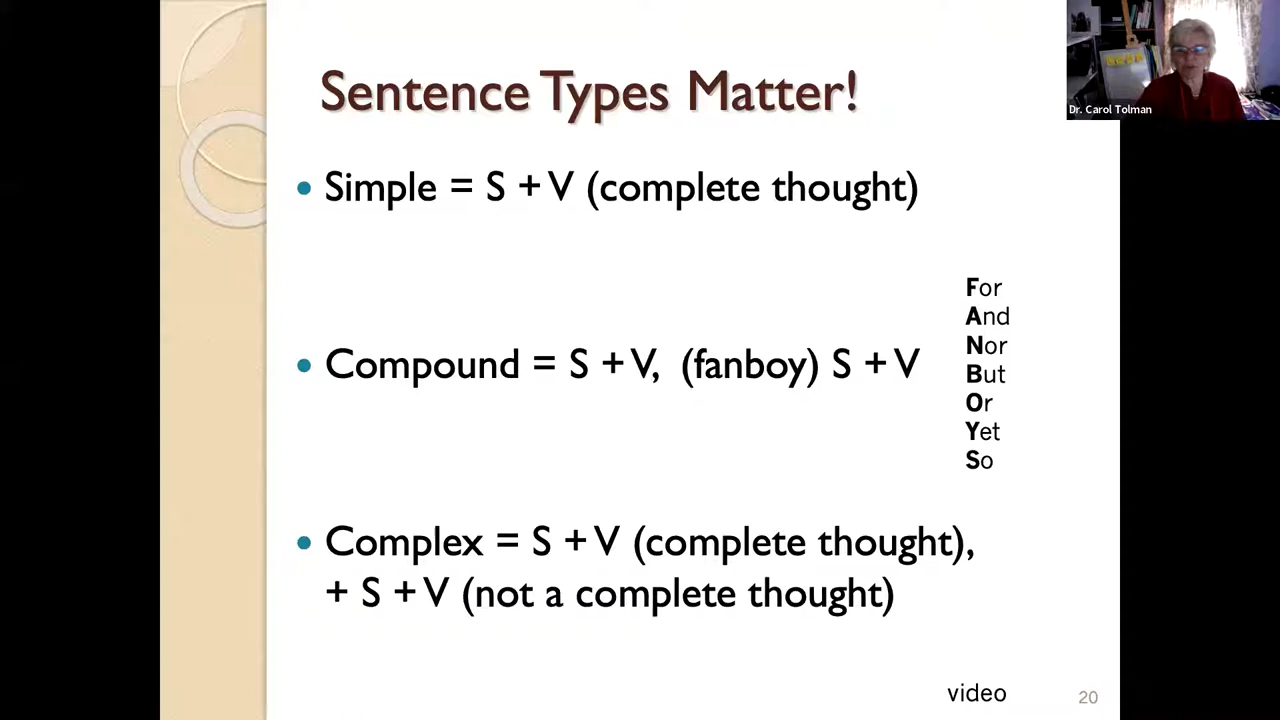 Sentence Types Matter!
Dr. Carol Tolman
• Simple = S + V (complete thought)
• Compound = S + V, (fanboy) S + V
For
And
Nor
But
Or
Yet
So
• Complex = S + V (complete thought),
+ S + V (not a complete thought)
video
20